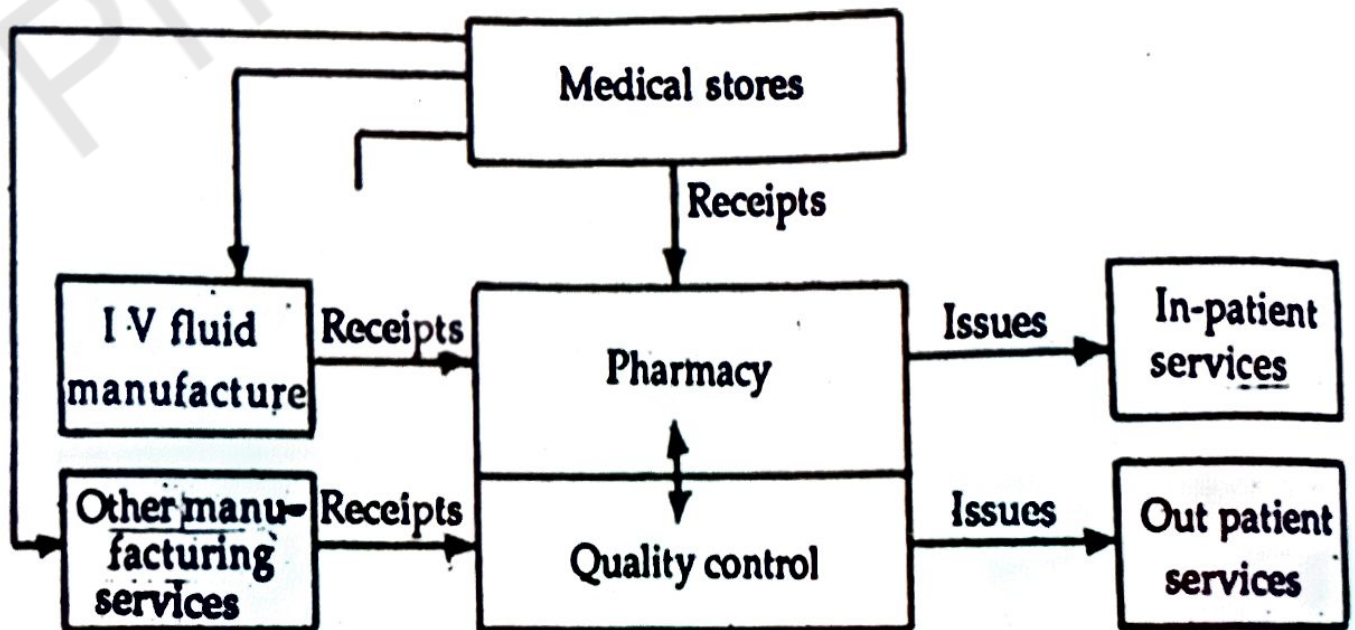 Medical stores
Receipts
I·V fluid
manufacture
Receipts
Pharmacy
Issues
In-patient
services
Other manu-
facturing
services
Receipts
Quality control
Issues
Out patient
services